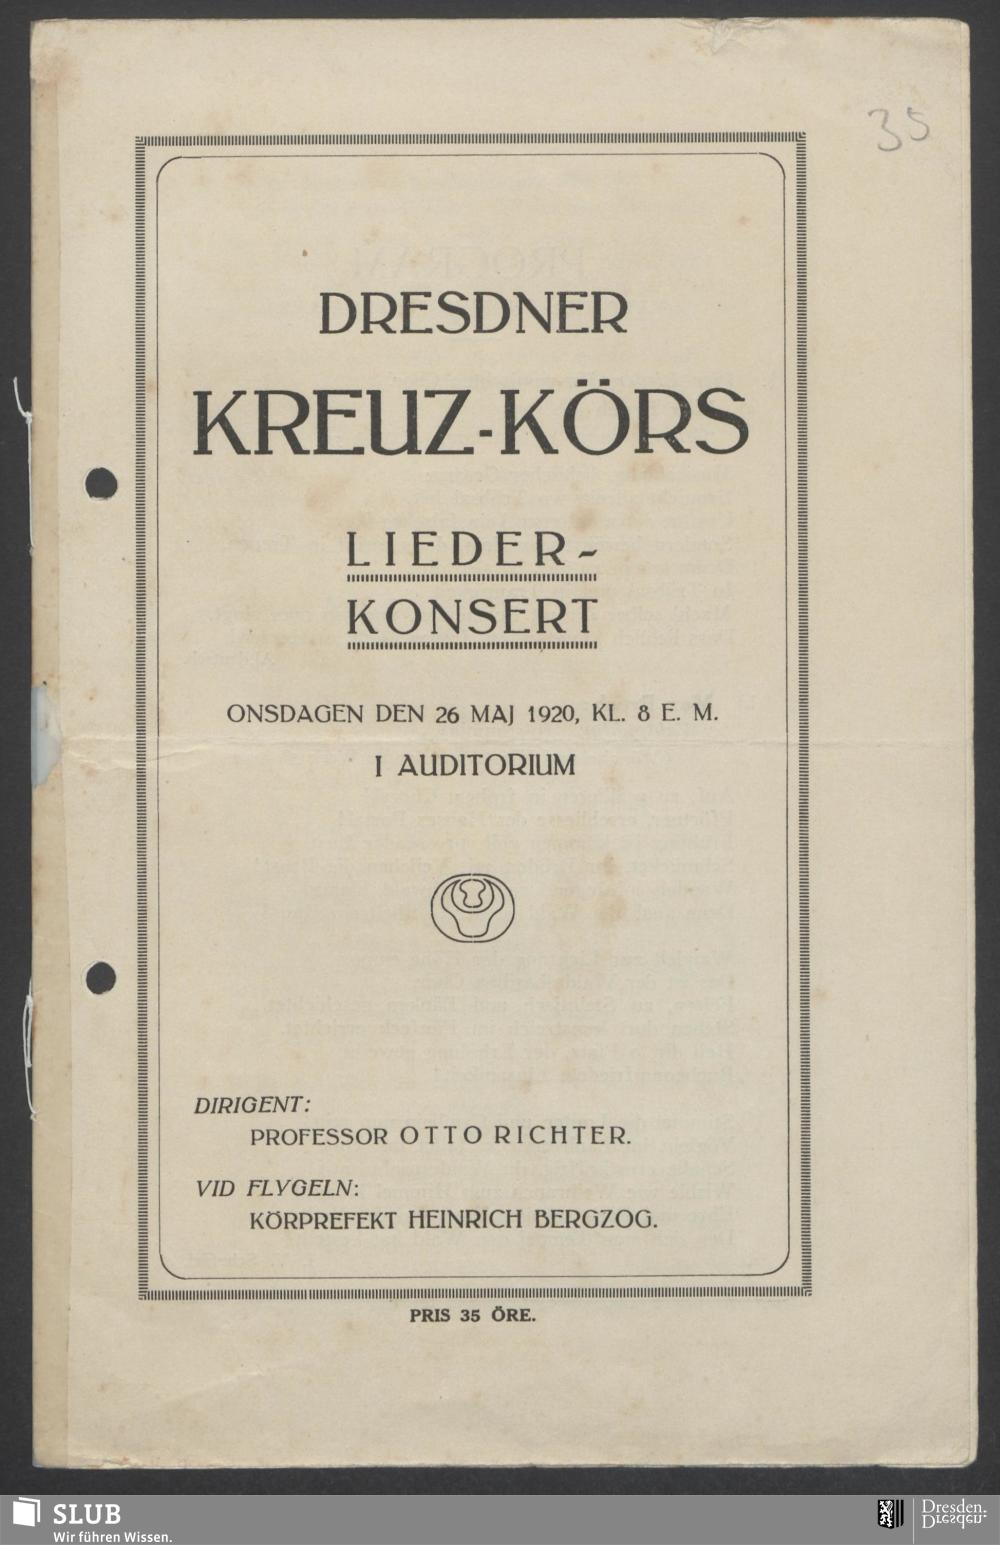 35
DRESDNER
KREUZ-KÖRS
LIEDER-
KONSERT
ONSDAGEN DEN 26 MAJ 1920, KL. 8 E. M.
I AUDITORIUM
DIRIGENT:
PROFESSOR OTTO RICHTER.
VID FLYGELN:
KÖRPREFEKT HEINRICH BERGZOG.
PRIS 35 ÖRE.
SLUB
Wir führen Wissen.
Dresden.
Dresden.